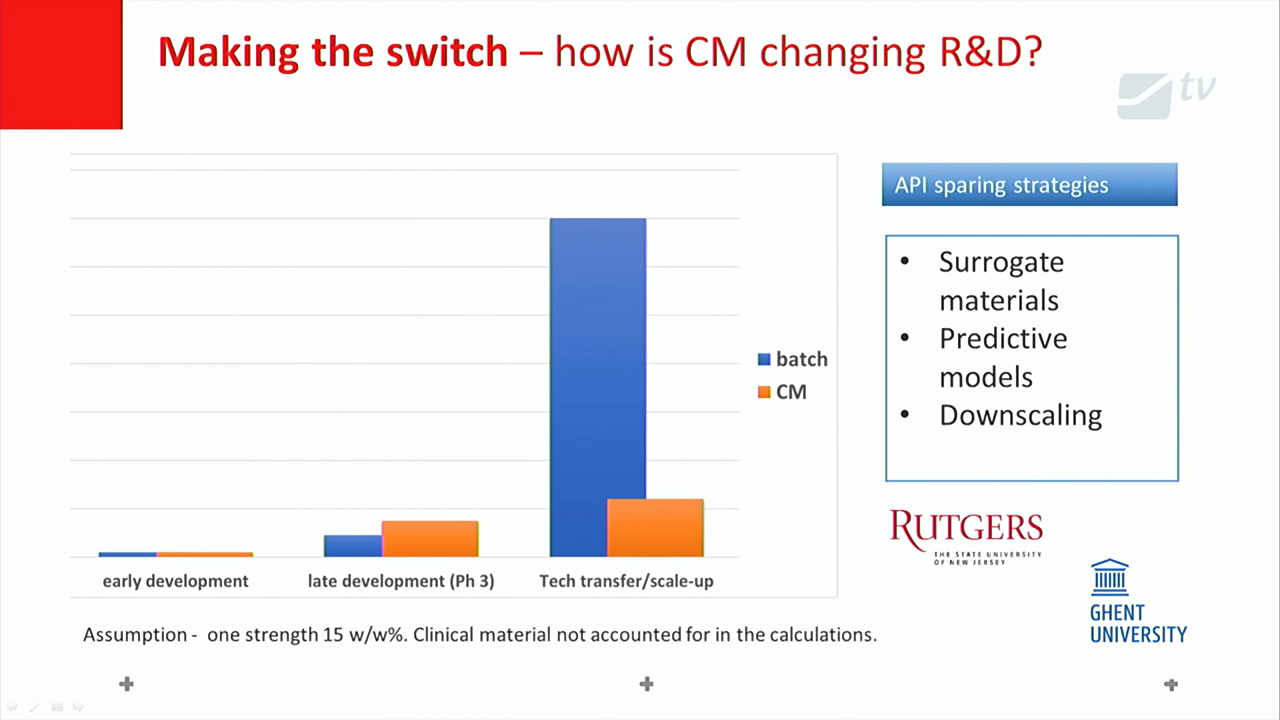 Making the switch – how is CM changing R&D?
tv
API sparing strategies
• Surrogate
materials
• Predictive
models
• Downscaling
batch
CM
early development
late development (Ph 3)
Tech transfer/scale-up
RUTGERS
THE STATE UNIVERSITY
OF NEW JERSEY
GHENT
UNIVERSITY
Assumption - one strength 15 w/w%. Clinical material not accounted for in the calculations.